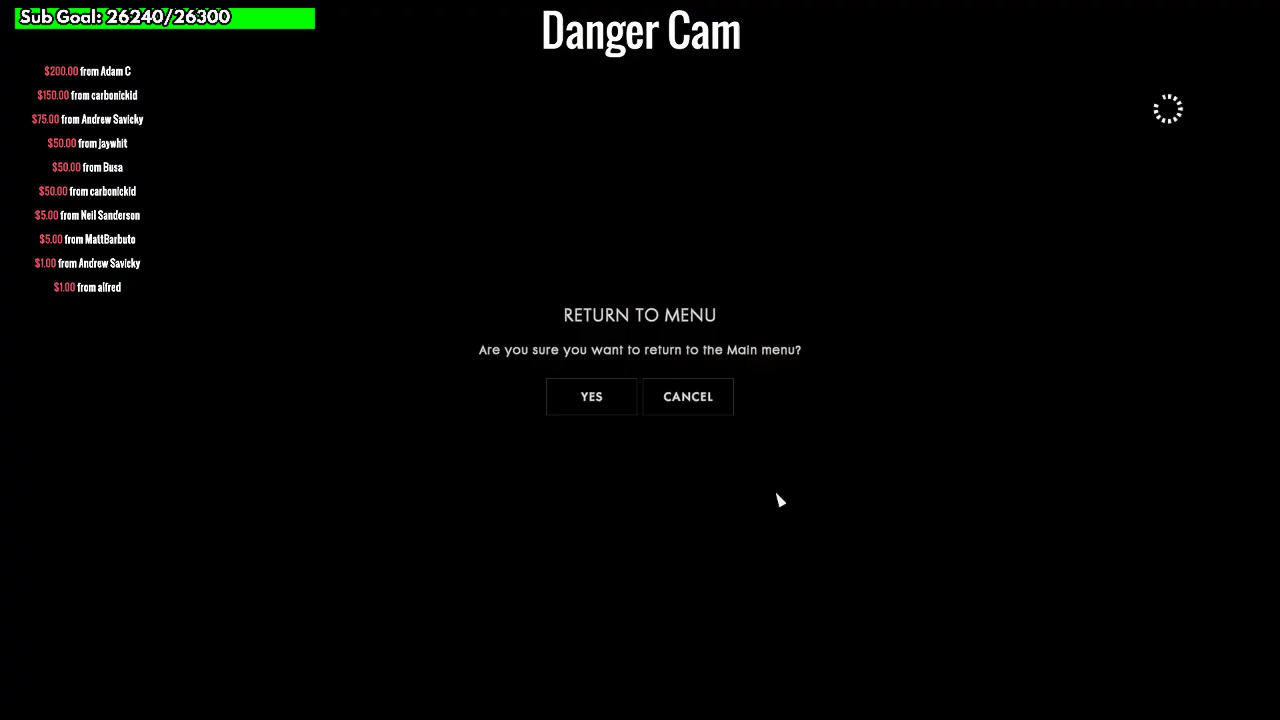 Sub Goal: 26240/26300
Danger Cam
$200.00 from Adam C
$150.00 from carbonickid
$75.00 from Andrew Savicky
$50.00 from jaywhit
$50.00 from Busa
$50.00 from carbonickid
$5.00 from Neil Sanderson
$5.00 from MattBarbuto
$1.00 from Andrew Savicky
$1.00 from alfred
RETURN TO MENU
Are you sure you want to return to the Main menu?
YES
CANCEL